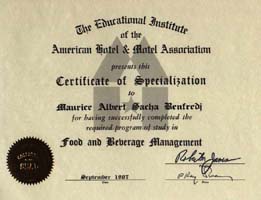 The Educational Institute
of the
American Hotel & Motel Association
presents this
Certificate of Specialization
to
Maurice Albert Sacha Benfredj
for having successfully completed the
required program of study in
Food and Beverage Management
September 1987
Date